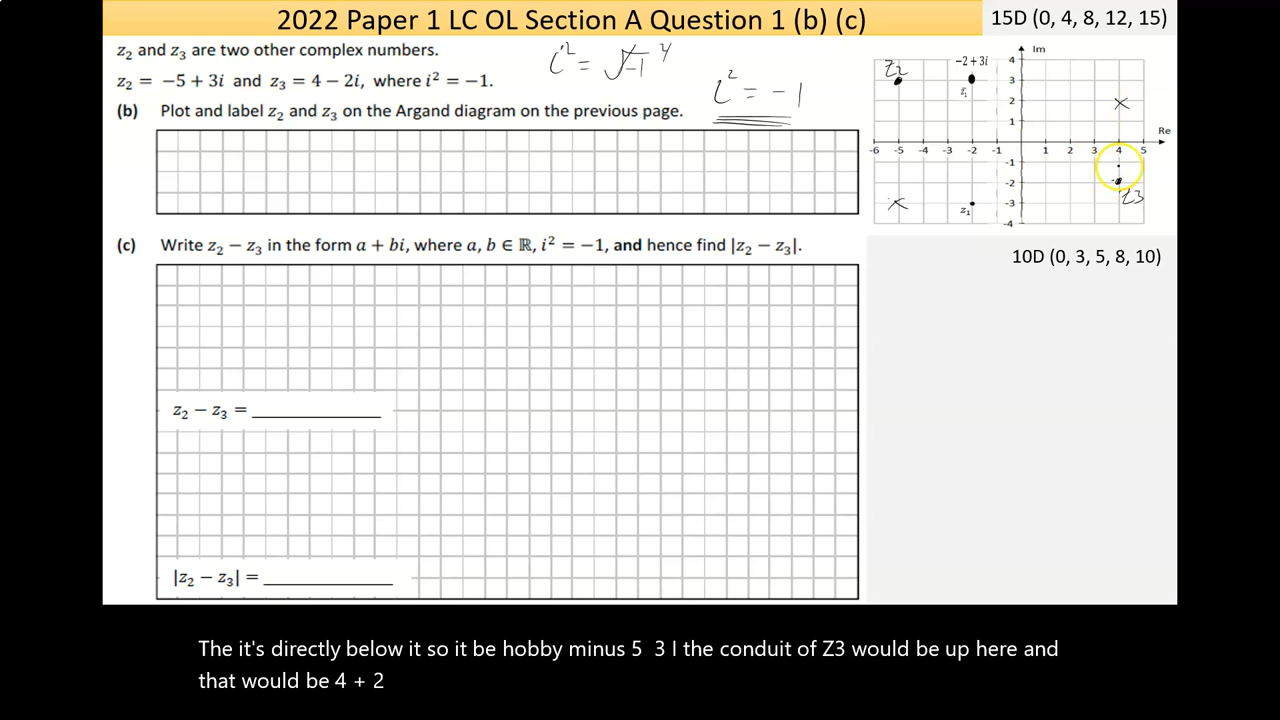 2022 Paper 1 LC OL Section A Question 1 (b) (c)
15D (0, 4, 8, 12, 15)
z₂ and z₃ are two other complex numbers.
z₂ = −5 + 3i and z₃ = 4 − 2i, where i² = −1.
i² = √-1
i² = -1
(b) Plot and label z₂ and z₃ on the Argand diagram on the previous page.
Im
Re
z2
−2 + 3i
z̄₁
4
3
2
1
-6 -5 -4 -3 -2 -1 1 2 3 4 5
-1
-2
-3
-4
z3
z₁
(c) Write z₂ − z₃ in the form a + bi, where a, b ∈ ℝ, i² = −1, and hence find |z₂ − z₃|.
10D (0, 3, 5, 8, 10)
z₂ − z₃ = ____________
|z₂ − z₃| = ____________
The it's directly below it so it be hobby minus 5 3 I the conduit of Z3 would be up here and
that would be 4 + 2